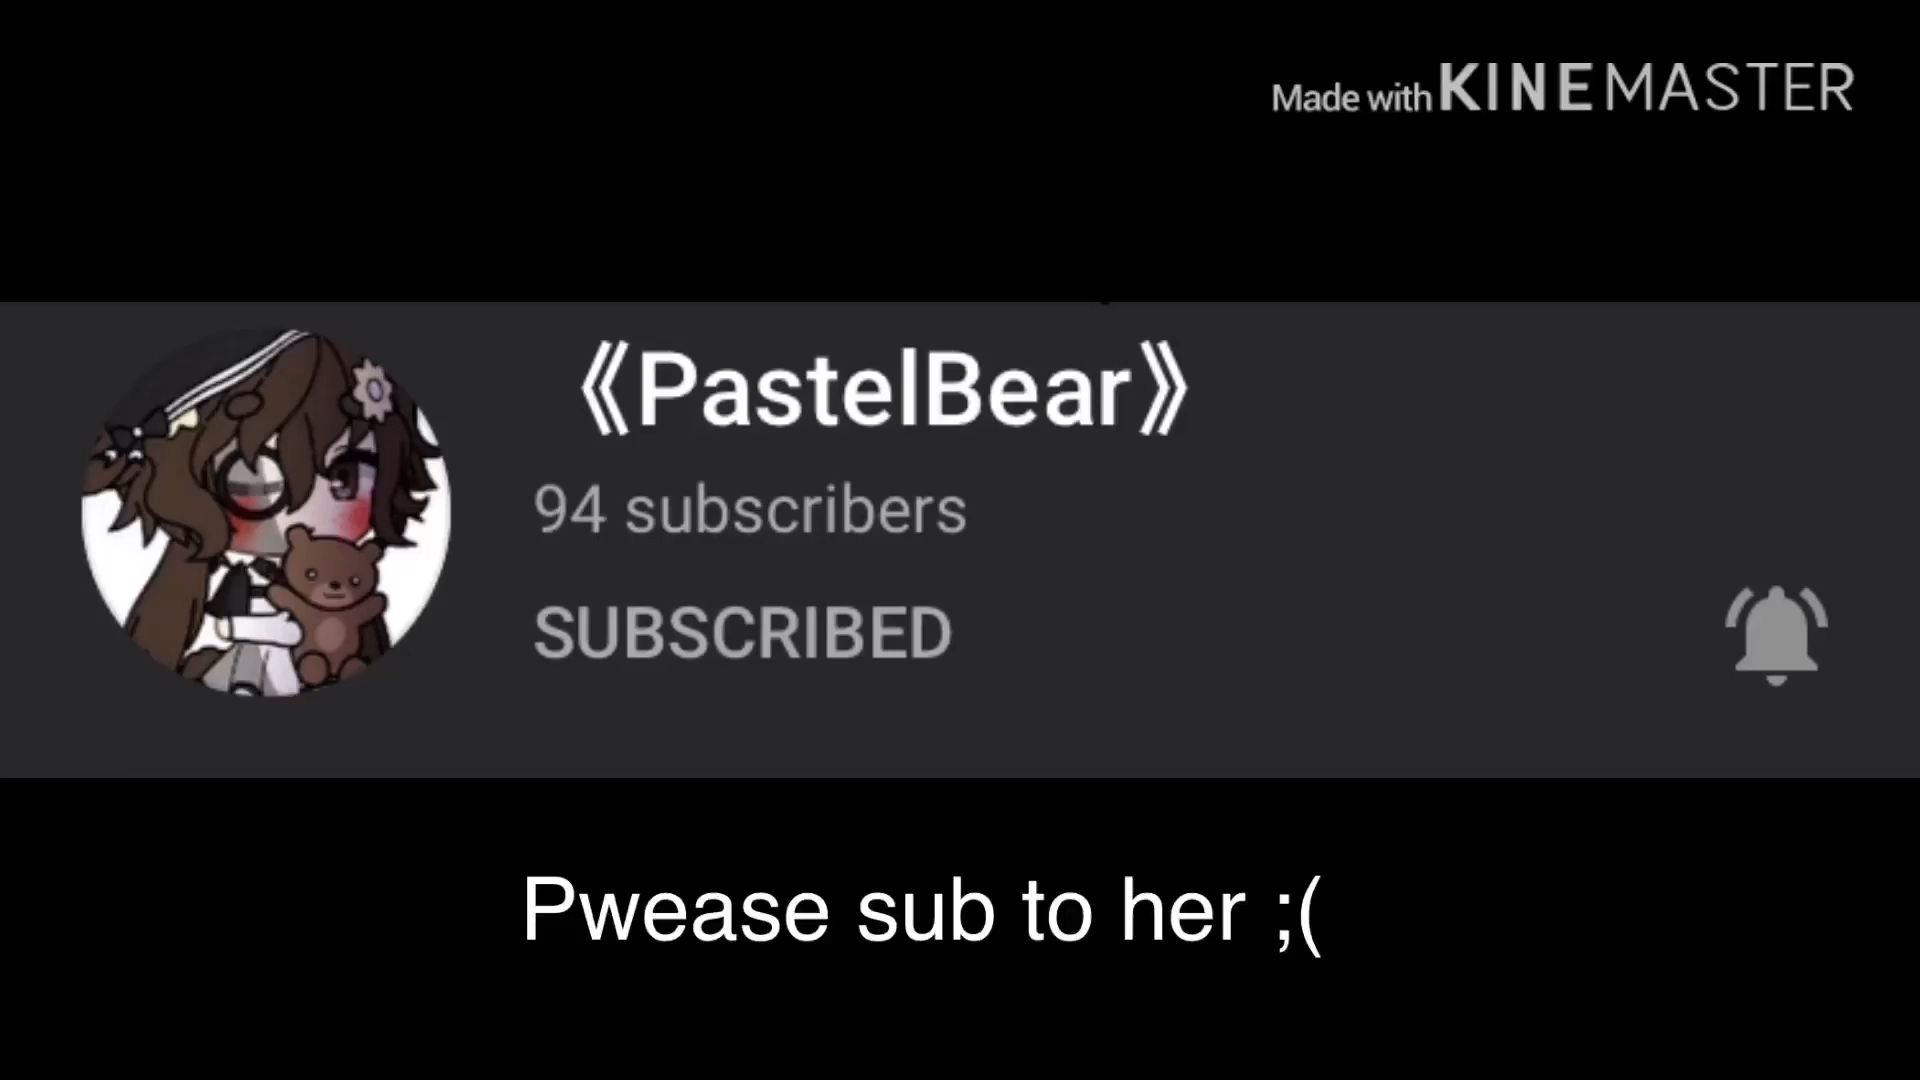 Made with KINEMASTER
《PastelBear》
94 subscribers
SUBSCRIBED
Pwease sub to her ;(